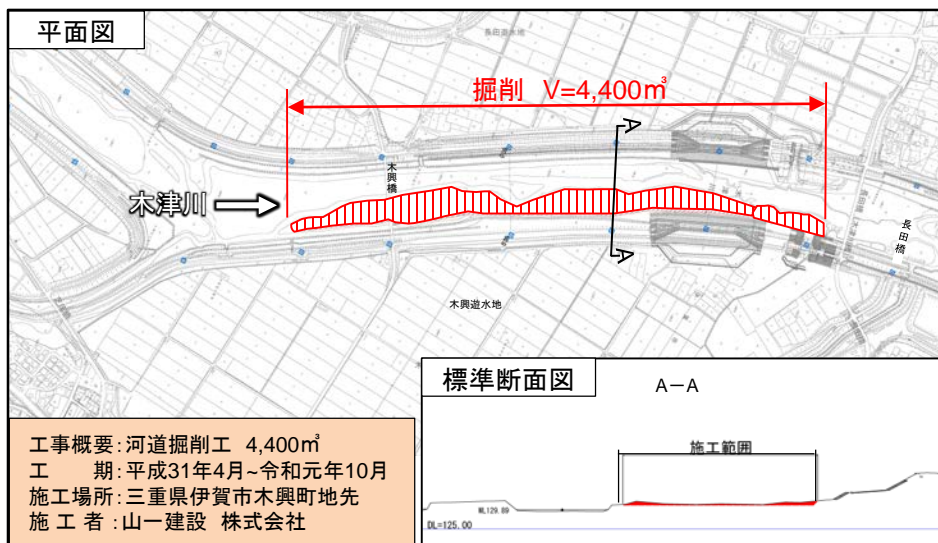 平面図
長田遊水地
掘削 V=4,400㎥
A
木興橋
木津川
長田橋
長田橋
A
木興遊水地
標準断面図
A－A
施工範囲
W.L129.89
DL=125.00
工事概要:河道掘削工 4,400㎥
工 期:平成31年4月~令和元年10月
施工場所:三重県伊賀市木興町地先
施 工 者 :山一建設 株式会社